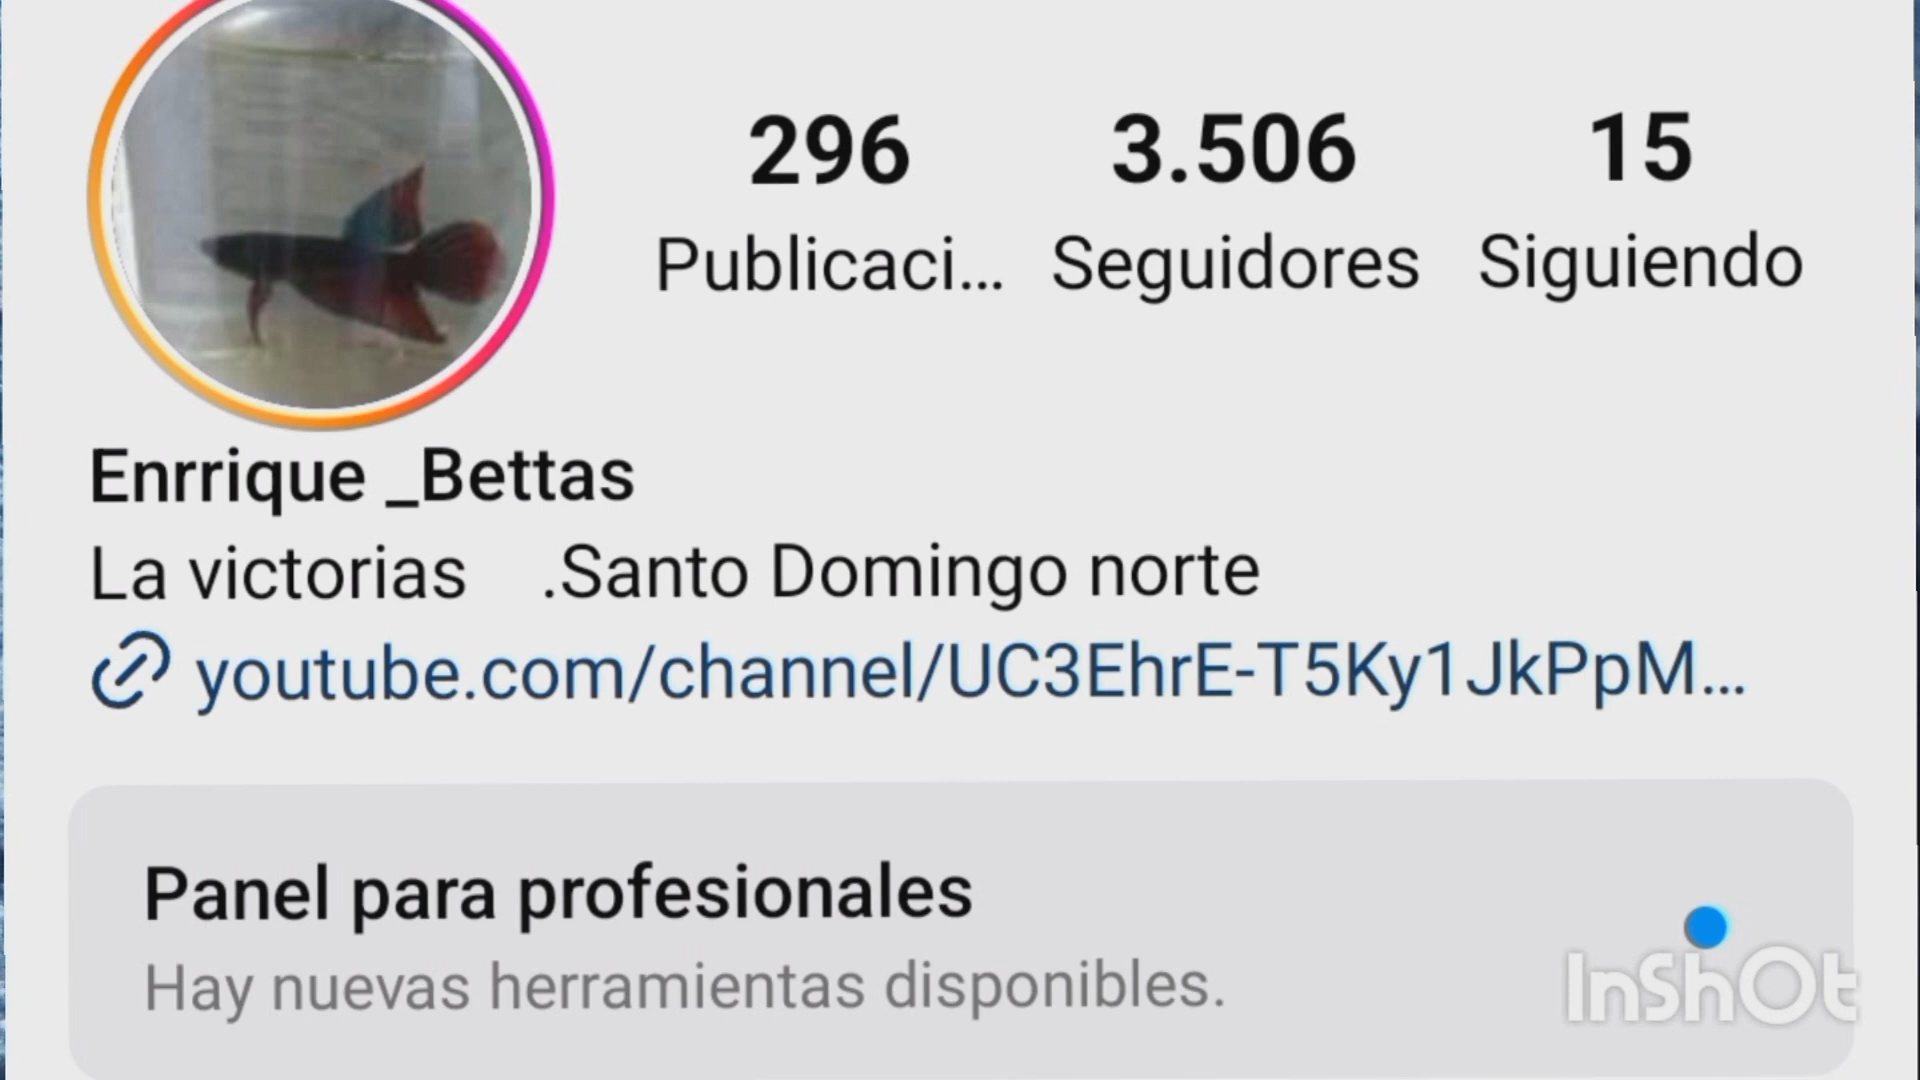 296 3.506 15
Publicaci... Seguidores Siguiendo
Enrrique _Bettas
La victorias .Santo Domingo norte
youtube.com/channel/UC3EhrE-T5Ky1JkPpM...
Panel para profesionales
Hay nuevas herramientas disponibles.
InShOt